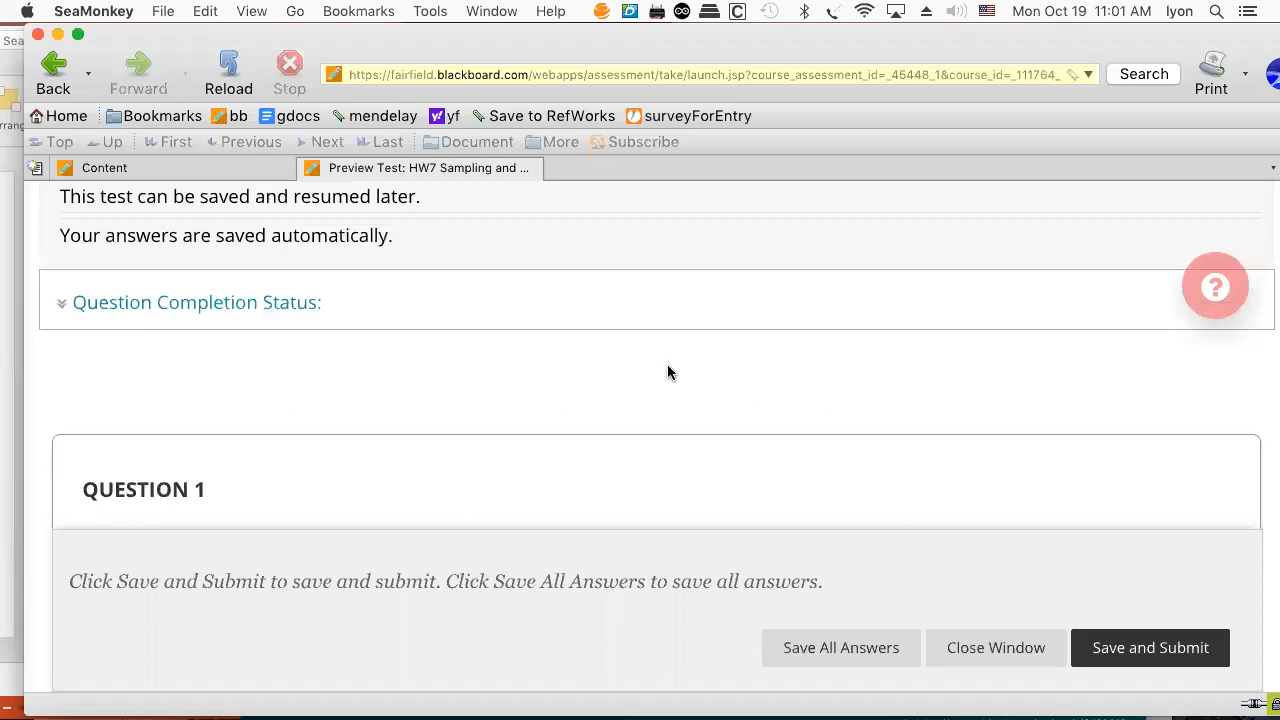 SeaMonkey File Edit View Go Bookmarks Tools Window Help Mon Oct 19 11:01 AM lyon
Back Forward Reload Stop https://fairfield.blackboard.com/webapps/assessment/take/launch.jsp?course_assessment_id=_45448_1&course_id=_111764_ Search Print
Home Bookmarks bb gdocs mendelay yf Save to RefWorks surveyForEntry
Top Up First Previous Next Last Document More Subscribe
Content Preview Test: HW7 Sampling and ...
This test can be saved and resumed later.
Your answers are saved automatically.
Question Completion Status:
?
QUESTION 1
Click Save and Submit to save and submit. Click Save All Answers to save all answers.
Save All Answers Close Window Save and Submit